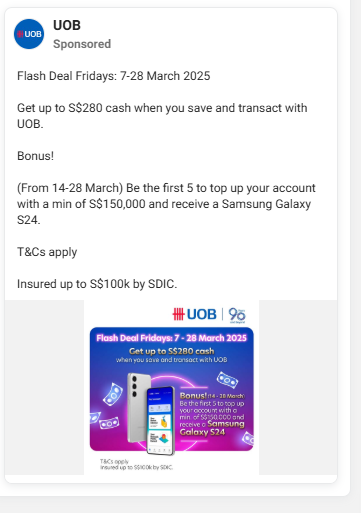 UOB
UOB
Sponsored
Flash Deal Fridays: 7-28 March 2025
Get up to S$280 cash when you save and transact with
UOB.
Bonus!
(From 14-28 March) Be the first 5 to top up your account
with a min of S$150,000 and receive a Samsung Galaxy
S24.
T&Cs apply
Insured up to S$100k by SDIC.
UOB
Flash Deal Fridays: 7 - 28 March 2025
Get up to S$280 cash
when you save and transact with UOB
Bonus! (14 - 28 March)
Be the first 5 to top up
your account with a
min. of S$150,000 and
receive a Samsung
Galaxy S24
T&Cs apply
Insured up to S$100k by SDIC.